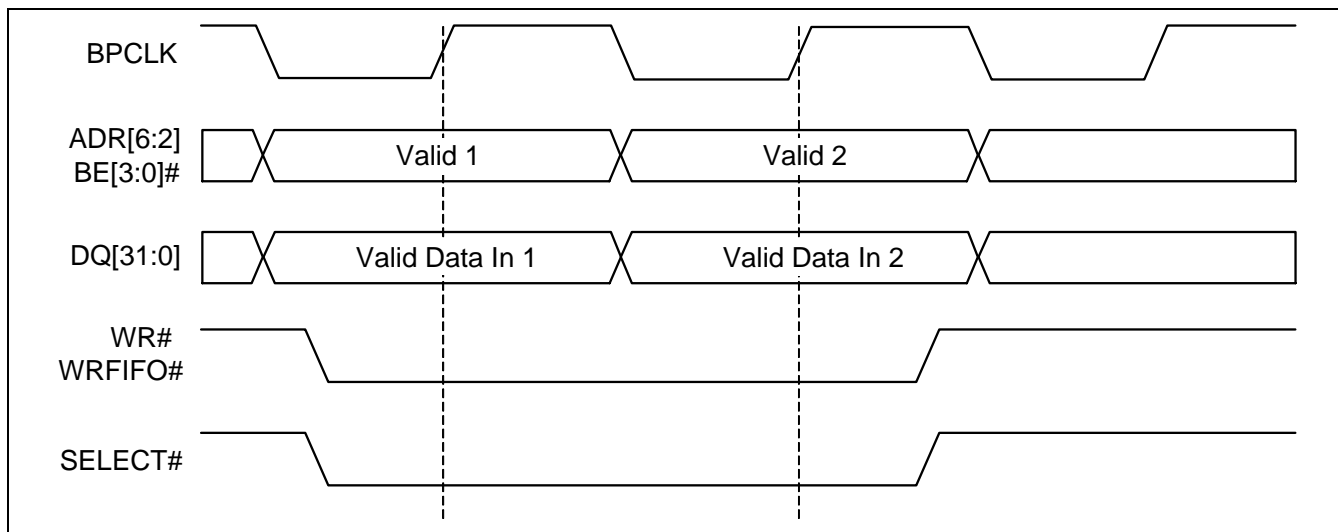 BPCLK
ADR[6:2]
BE[3:0]#
Valid 1
Valid 2
DQ[31:0]
Valid Data In 1
Valid Data In 2
WR#
WRFIFO#
SELECT#